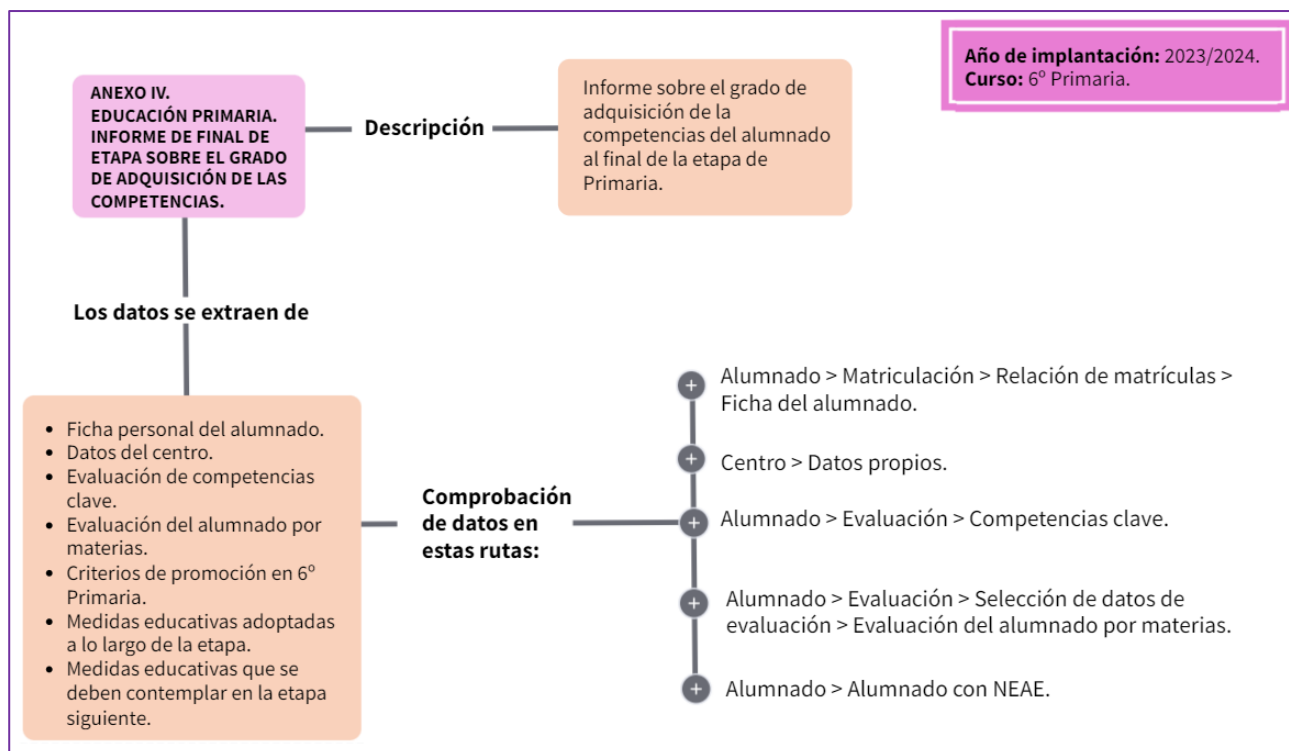 Año de implantación: 2023/2024.
Curso: 6º Primaria.
ANEXO IV.
EDUCACIÓN PRIMARIA.
INFORME DE FINAL DE
ETAPA SOBRE EL GRADO
DE ADQUISICIÓN DE LAS
COMPETENCIAS.
Descripción
Informe sobre el grado de
adquisición de la
competencias del alumnado
al final de la etapa de
Primaria.
Los datos se extraen de
• Ficha personal del alumnado.
• Datos del centro.
• Evaluación de competencias
clave.
• Evaluación del alumnado por
materias.
• Criterios de promoción en 6º
Primaria.
• Medidas educativas adoptadas
a lo largo de la etapa.
• Medidas educativas que se
deben contemplar en la etapa
siguiente.
Comprobación
de datos en
estas rutas:
Alumnado > Matriculación > Relación de matrículas >
Ficha del alumnado.
Centro > Datos propios.
Alumnado > Evaluación > Competencias clave.
Alumnado > Evaluación > Selección de datos de
evaluación > Evaluación del alumnado por materias.
Alumnado > Alumnado con NEAE.